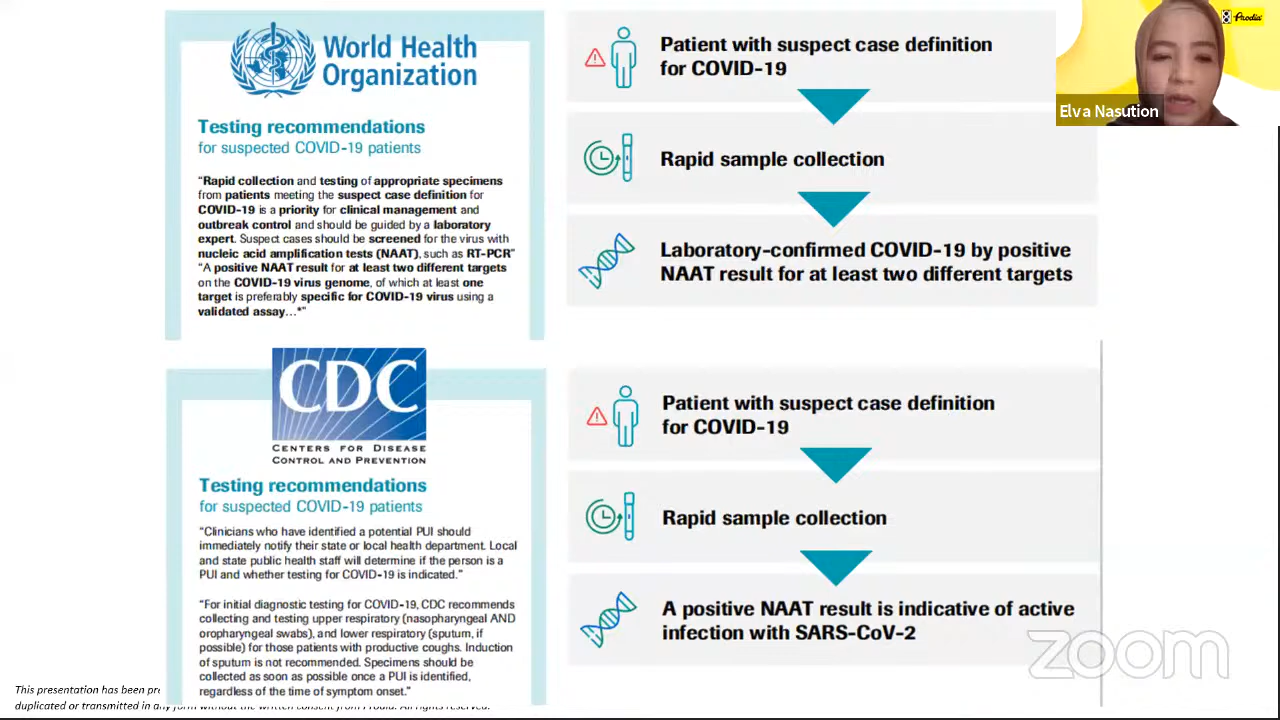 World Health
Organization
Testing recommendations
for suspected COVID-19 patients
"Rapid collection and testing of appropriate specimens
from patients meeting the suspect case definition for
COVID-19 is a priority for clinical management and
outbreak control and should be guided by a laboratory
expert. Suspect cases should be screened for the virus with
nucleic acid amplification tests (NAAT), such as RT-PCR"
"A positive NAAT result for at least two different targets
on the COVID-19 virus genome, of which at least one
target is preferably specific for COVID-19 virus using a
validated assay…*"
Patient with suspect case definition
for COVID-19
Rapid sample collection
Laboratory-confirmed COVID-19 by positive
NAAT result for at least two different targets
Prodia
Elva Nasution
CDC
CENTERS FOR DISEASE
CONTROL AND PREVENTION
Testing recommendations
for suspected COVID-19 patients
"Clinicians who have identified a potential PUI should
immediately notify their state or local health department. Local
and state public health staff will determine if the person is a
PUI and whether testing for COVID-19 is indicated."
"For initial diagnostic testing for COVID-19, CDC recommends
collecting and testing upper respiratory (nasopharyngeal AND
oropharyngeal swabs), and lower respiratory (sputum, if
possible) for those patients with productive coughs. Induction
of sputum is not recommended. Specimens should be
collected as soon as possible once a PUI is identified,
regardless of the time of symptom onset."
Patient with suspect case definition
for COVID-19
Rapid sample collection
A positive NAAT result is indicative of active
infection with SARS-CoV-2
zoom
This presentation has been pre
duplicated or transmitted in any form without the written consent from Prodia. All rights reserved.